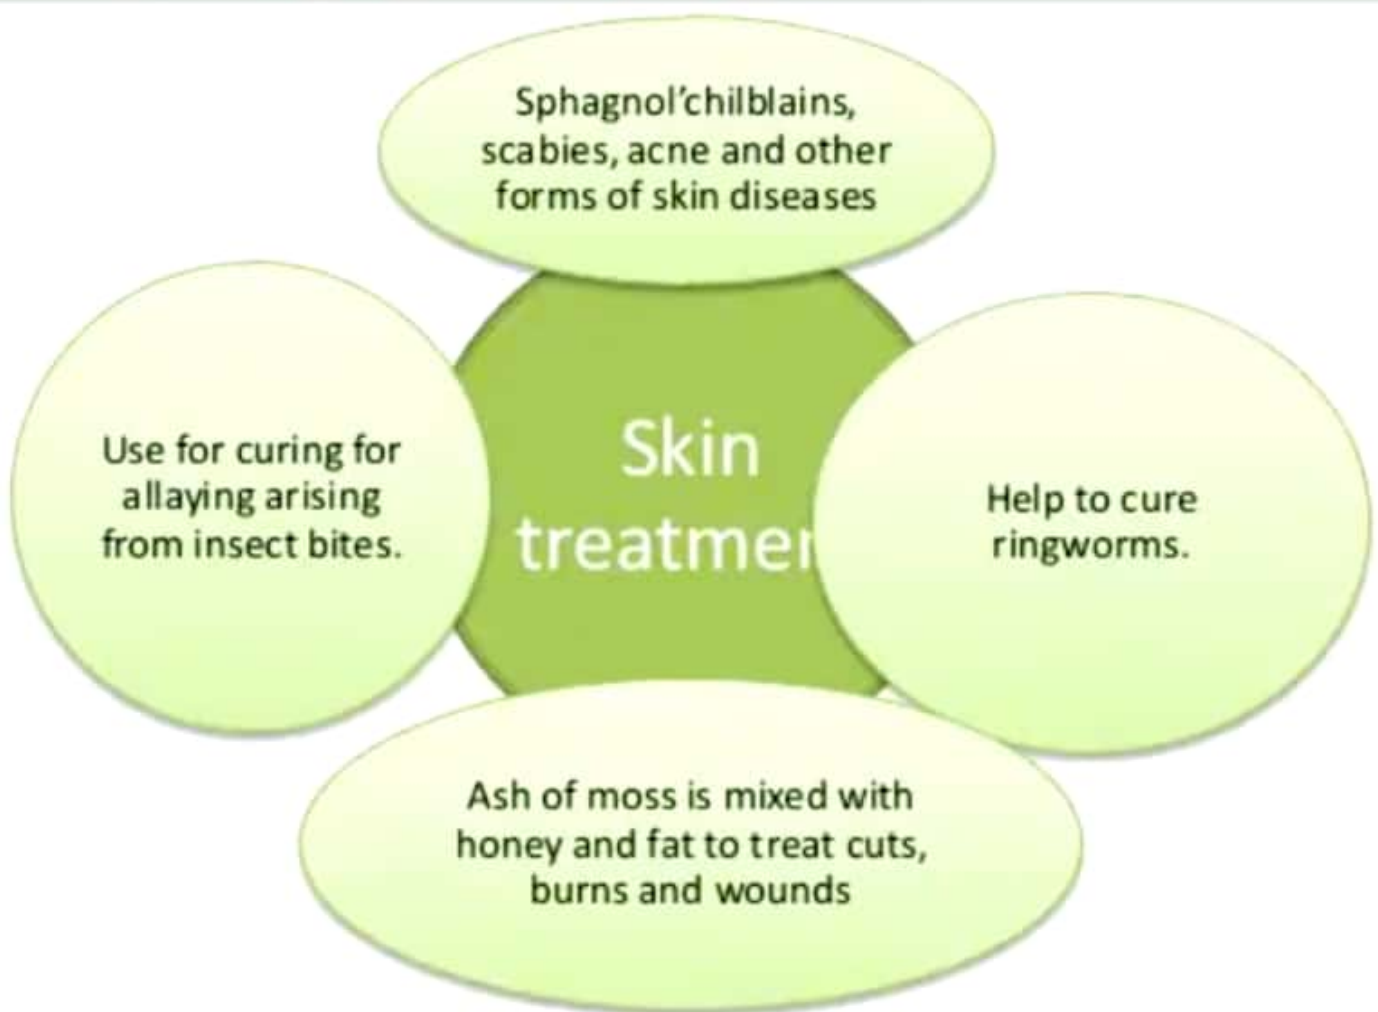 Sphagnol’chilblains,
scabies, acne and other
forms of skin diseases
Use for curing for
allaying arising
from insect bites.
Skin
treatmen
Help to cure
ringworms.
Ash of moss is mixed with
honey and fat to treat cuts,
burns and wounds